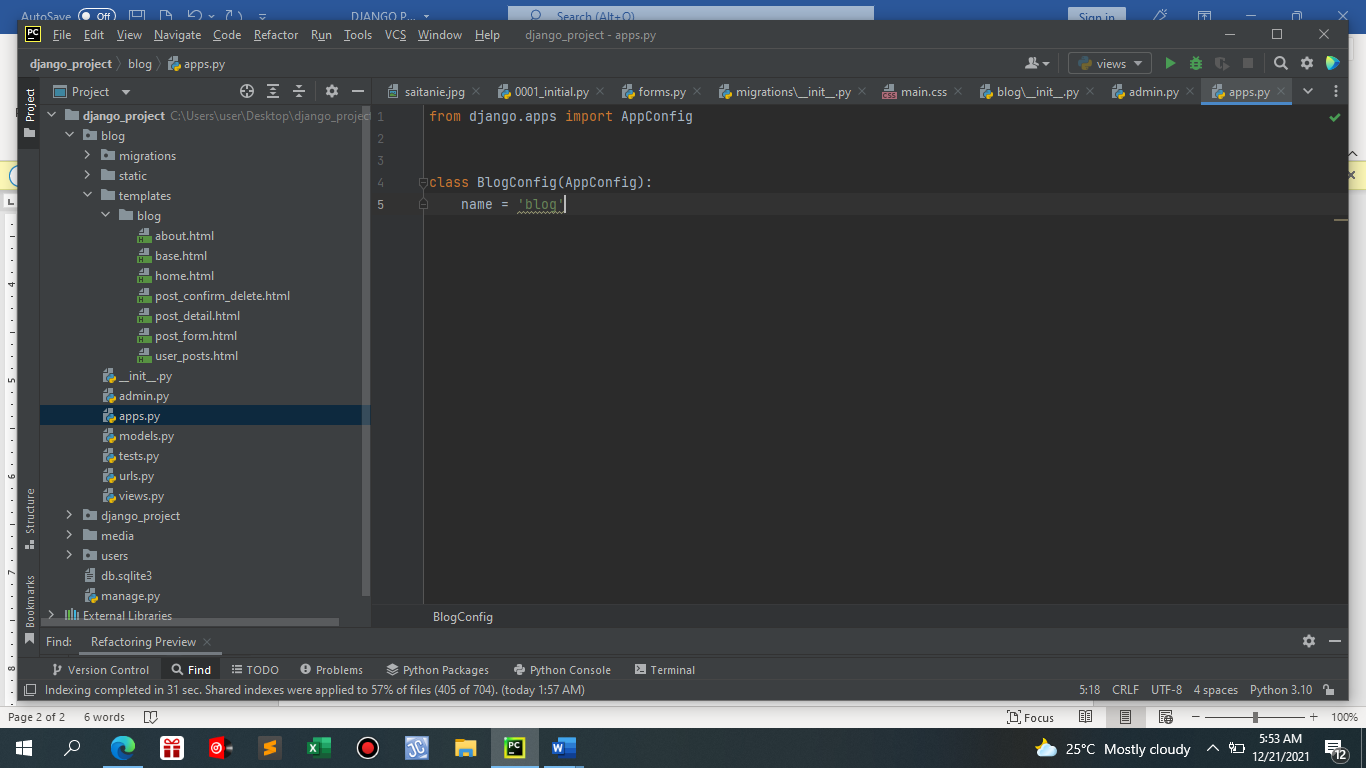 AutoSave Off DJANGO P... Search (Alt+Q) Sign in
PC File Edit View Navigate Code Refactor Run Tools VCS Window Help django_project - apps.py
django_project blog apps.py views
Project
Project
saitanie.jpg 0001_initial.py forms.py migrations\__init__.py main.css blog\__init__.py admin.py apps.py
django_project C:\Users\user\Desktop\django_project
blog
migrations
static
templates
blog
about.html
base.html
home.html
post_confirm_delete.html
post_detail.html
post_form.html
user_posts.html
__init__.py
admin.py
apps.py
models.py
tests.py
urls.py
views.py
django_project
media
users
db.sqlite3
manage.py
External Libraries
Structure
Bookmarks
1 from django.apps import AppConfig
2
3
4 class BlogConfig(AppConfig):
5 name = 'blog'
BlogConfig
Find: Refactoring Preview
Version Control Find TODO Problems Python Packages Python Console Terminal
Indexing completed in 31 sec. Shared indexes were applied to 57% of files (405 of 704). (today 1:57 AM) 5:18 CRLF UTF-8 4 spaces Python 3.10
Page 2 of 2 6 words Focus 100%
25°C Mostly cloudy 5:53 AM
12/21/2021 12